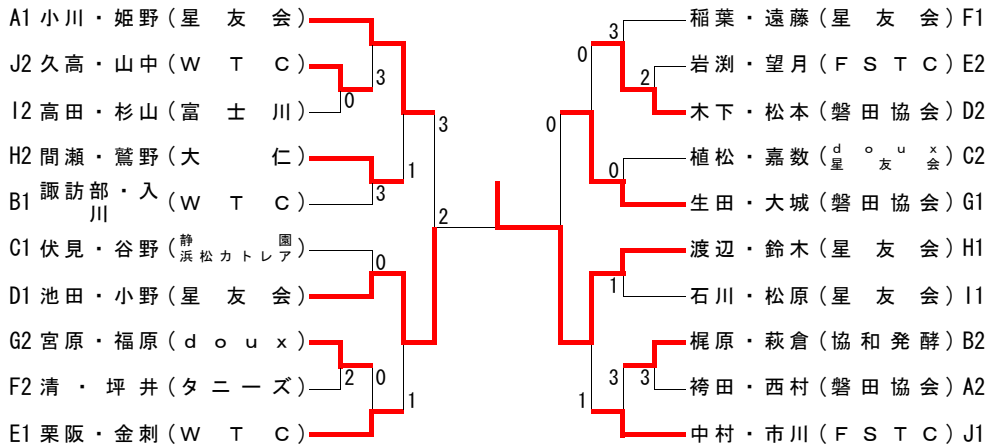 A1 小川・姫野(星友会)
J2 久高・山中(WTC)
3
0
I2 高田・杉山(富士川)
3
H2 間瀬・鷲野(大仁)
1
3
B1 諏訪部・入川(WTC)
2
C1 伏見・谷野(静園浜松カトレア)
0
D1 池田・小野(星友会)
G2 宮原・福原(doux)
2
0
F2 清・坪井(タニーズ)
1
E1 栗阪・金刺(WTC)
稲葉・遠藤(星友会) F1
3
0
岩渕・望月(FSTC) E2
2
木下・松本(磐田協会) D2
0
植松・嘉数(doux星友会) C2
0
生田・大城(磐田協会) G1
渡辺・鈴木(星友会) H1
1
石川・松原(星友会) I1
梶原・萩倉(協和発酵) B2
3
3
袴田・西村(磐田協会) A2
1
中村・市川(FSTC) J1